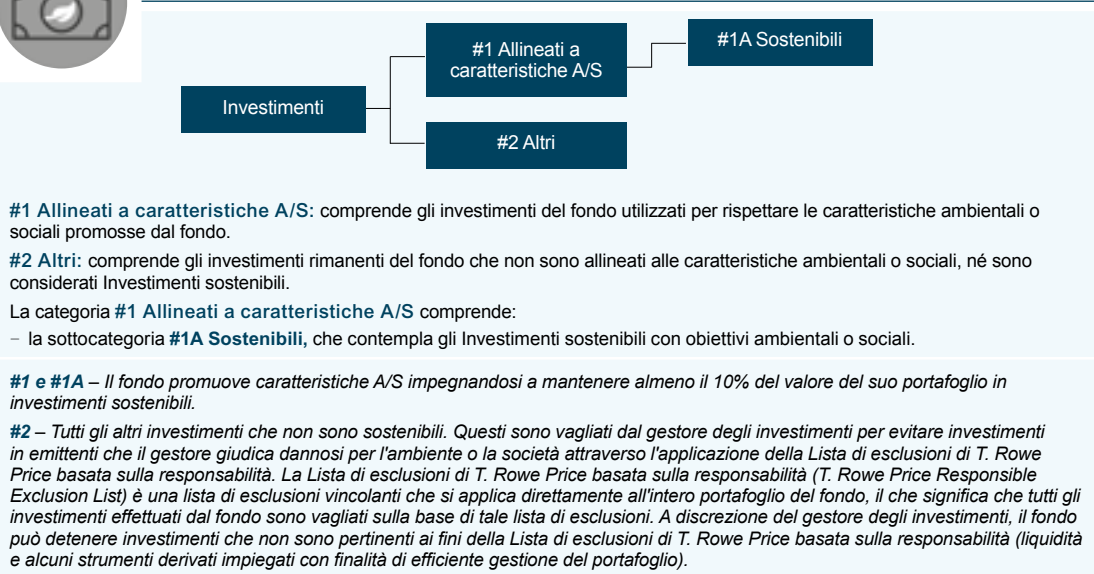 #1 Allineati a
caratteristiche A/S
#1A Sostenibili
Investimenti
#2 Altri
#1 Allineati a caratteristiche A/S: comprende gli investimenti del fondo utilizzati per rispettare le caratteristiche ambientali o
sociali promosse dal fondo.
#2 Altri: comprende gli investimenti rimanenti del fondo che non sono allineati alle caratteristiche ambientali o sociali, né sono
considerati Investimenti sostenibili.
La categoria #1 Allineati a caratteristiche A/S comprende:
– la sottocategoria #1A Sostenibili, che contempla gli Investimenti sostenibili con obiettivi ambientali o sociali.
#1 e #1A – Il fondo promuove caratteristiche A/S impegnandosi a mantenere almeno il 10% del valore del suo portafoglio in
investimenti sostenibili.
#2 – Tutti gli altri investimenti che non sono sostenibili. Questi sono vagliati dal gestore degli investimenti per evitare investimenti
in emittenti che il gestore giudica dannosi per l'ambiente o la società attraverso l'applicazione della Lista di esclusioni di T. Rowe
Price basata sulla responsabilità. La Lista di esclusioni di T. Rowe Price basata sulla responsabilità (T. Rowe Price Responsible
Exclusion List) è una lista di esclusioni vincolanti che si applica direttamente all'intero portafoglio del fondo, il che significa che tutti gli
investimenti effettuati dal fondo sono vagliati sulla base di tale lista di esclusioni. A discrezione del gestore degli investimenti, il fondo
può detenere investimenti che non sono pertinenti ai fini della Lista di esclusioni di T. Rowe Price basata sulla responsabilità (liquidità
e alcuni strumenti derivati impiegati con finalità di efficiente gestione del portafoglio).